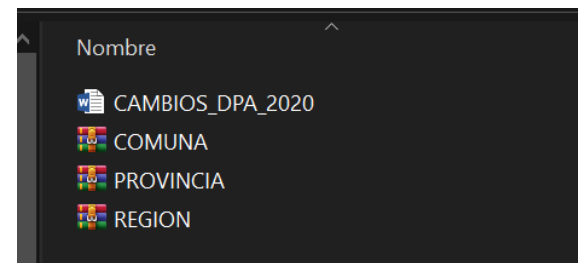 Nombre
CAMBIOS_DPA_2020
COMUNA
PROVINCIA
REGION